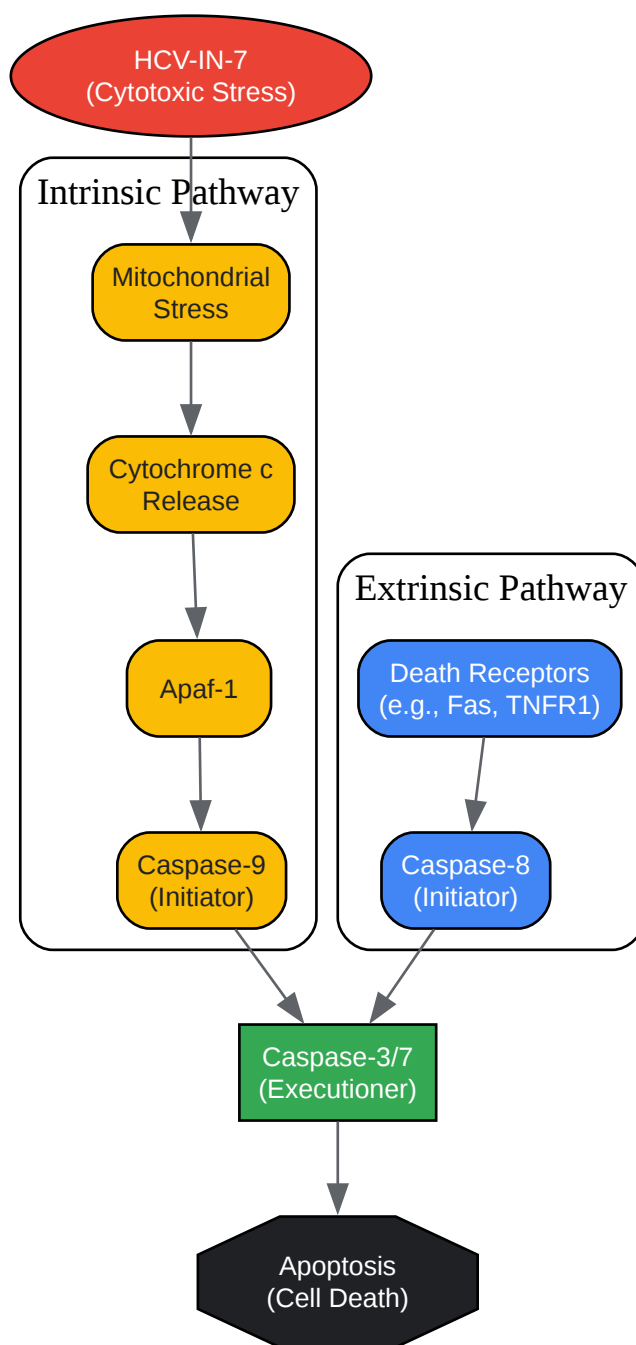 HCV-IN-7
(Cytotoxic Stress)
Intrinsic Pathway
Mitochondrial
Stress
Cytochrome c
Release
Apaf-1
Caspase-9
(Initiator)
Extrinsic Pathway
Death Receptors
(e.g., Fas, TNFR1)
Caspase-8
(Initiator)
Caspase-3/7
(Executioner)
Apoptosis
(Cell Death)